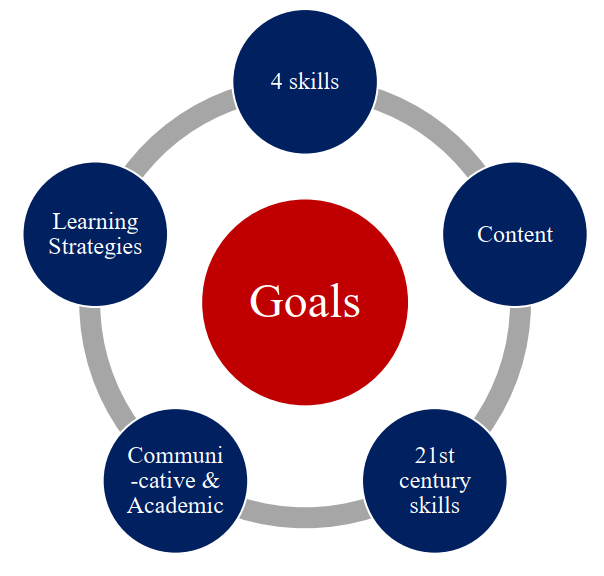 4 skills
Content
21st
century
skills
Communi
-cative &
Academic
Learning
Strategies
Goals